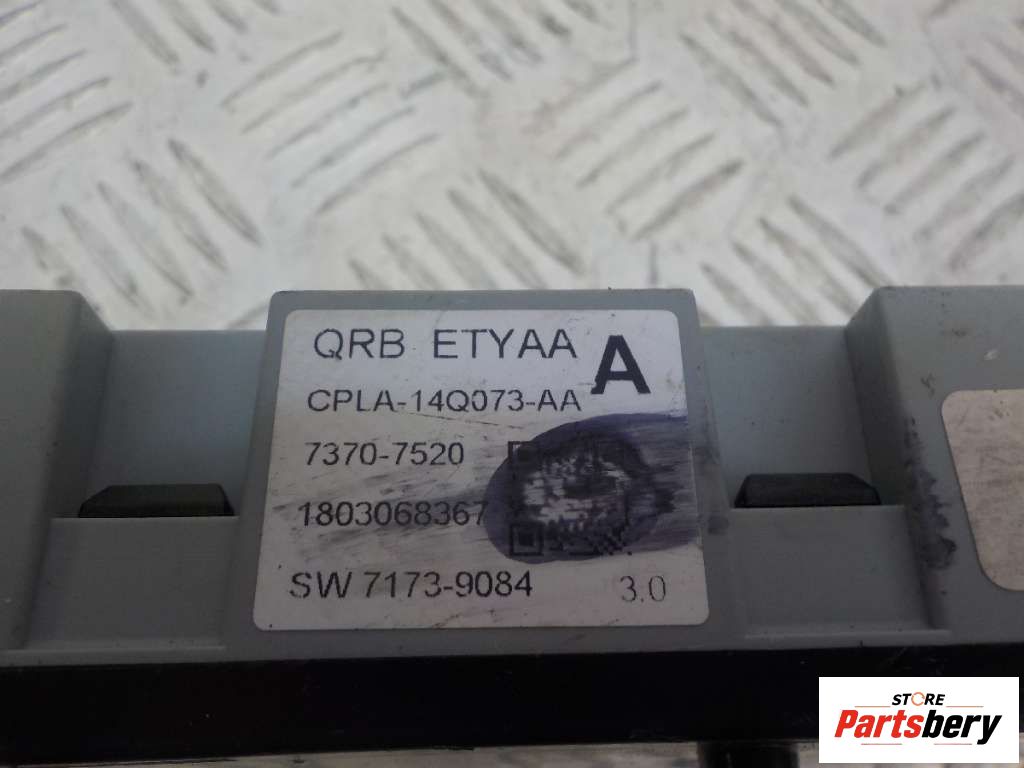 QRB ETYAA A
CPLA-14Q073-AA
7370-7520
1803068367
SW 7173-9084 3.0
STORE
Partsbery